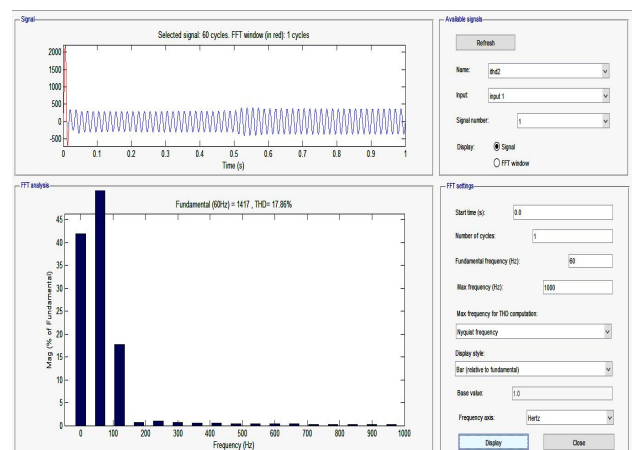 Signal
Selected signal: 60 cycles. FFT window (in red): 1 cycles
2000
1500
1000
500
0
-500
0 0.1 0.2 0.3 0.4 0.5 0.6 0.7 0.8 0.9 1
Time (s)
FFT analysis
Fundamental (60Hz) = 1417 , THD= 17.86%
45
40
35
30
25
20
15
10
5
0
Mag (% of Fundamental)
0 100 200 300 400 500 600 700 800 900 1000
Frequency (Hz)
Available signals
Refresh
Name: ithd2
Input: input 1
Signal number: 1
Display: Signal
FFT window
FFT settings
Start time (s): 0.0
Number of cycles: 1
Fundamental frequency (Hz): 60
Max frequency (Hz): 1000
Max frequency for THD computation:
Nyquist frequency
Display style:
Bar (relative to fundamental)
Base value: 1.0
Frequency axis: Hertz
Display Close